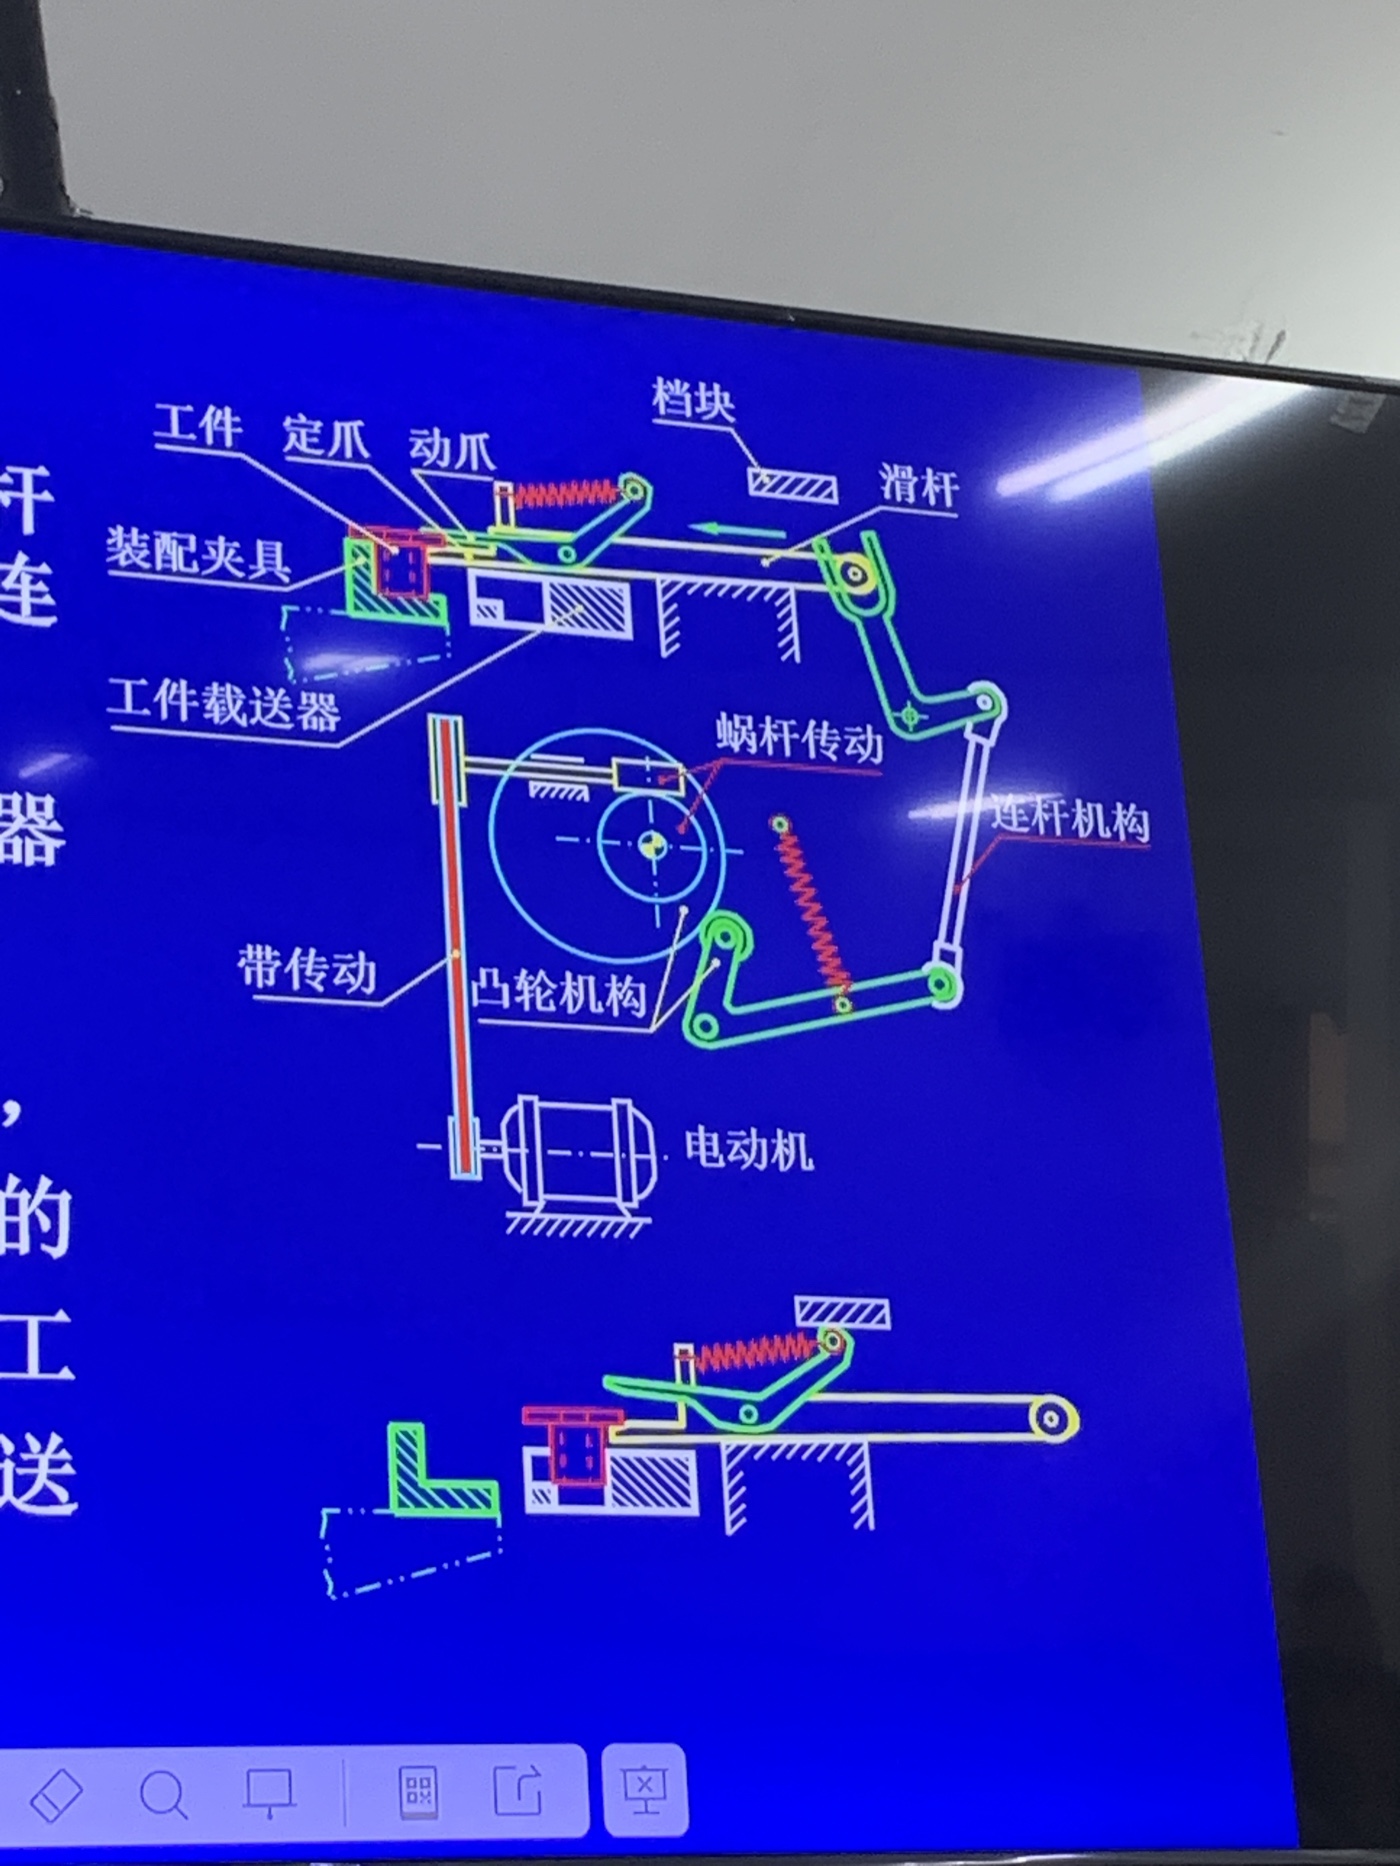 档块
工件 定爪 动爪
滑杆
杆
装配夹具
连
工件载送器
蜗杆传动
器
连杆机构
带传动
凸轮机构
，
电动机
的
工
送